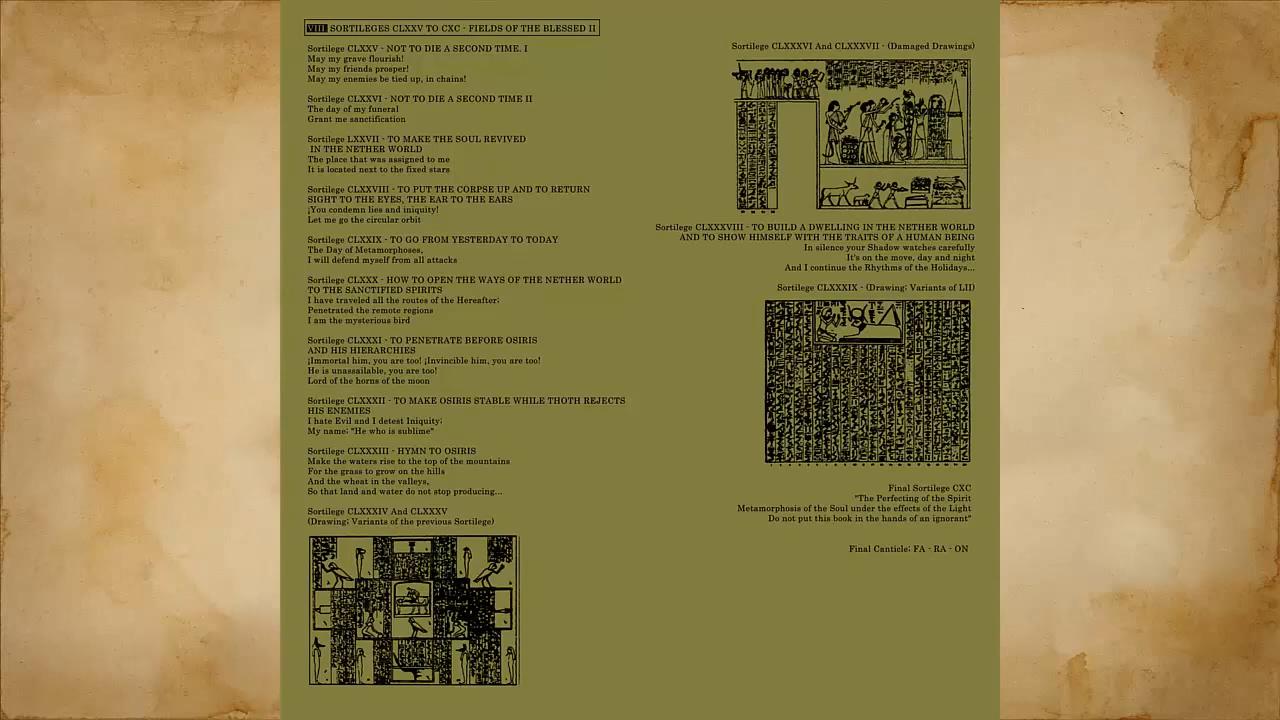 VIII SORTILEGES CLXXV TO CXC - FIELDS OF THE BLESSED II
Sortilege CLXXV - NOT TO DIE A SECOND TIME. I
May my grave flourish!
May my friends prosper!
May my enemies be tied up, in chains!
Sortilege CLXXVI - NOT TO DIE A SECOND TIME II
The day of my funeral
Grant me sanctification
Sortilege LXXVII - TO MAKE THE SOUL REVIVED
IN THE NETHER WORLD
The place that was assigned to me
It is located next to the fixed stars
Sortilege LXXVIII - TO PUT THE CORPSE UP AND TO RETURN
SIGHT TO THE EYES, THE EAR TO THE EARS
¡You condemn lies and iniquity!
Let me go the circular orbit
Sortilege CLXXIX - TO GO FROM YESTERDAY TO TODAY
The Day of Metamorphoses,
I will defend myself from all attacks
Sortilege CLXXX - HOW TO OPEN THE WAYS OF THE NETHER WORLD
TO THE SANCTIFIED SPIRITS
I have traveled all the routes of the Hereafter;
Penetrated the remote regions
I am the mysterious bird
Sortilege CLXXXI - TO PENETRATE BEFORE OSIRIS
AND HIS HIERARCHIES
¡Immortal him, you are too! ¡Invincible him, you are too!
He is unassailable, you are too!
Lord of the horns of the moon
Sortilege CLXXXII - TO MAKE OSIRIS STABLE WHILE THOTH REJECTS
HIS ENEMIES
I hate Evil and I detest Iniquity;
My name; "He who is sublime"
Sortilege CLXXXIII - HYMN TO OSIRIS
Make the waters rise to the top of the mountains
For the grass to grow on the hills
And the wheat in the valleys,
So that land and water do not stop producing...
Sortilege CLXXXIV And CLXXXV
(Drawing; Variants of the previous Sortilege)
Sortilege CLXXXVI And CLXXXVII - (Damaged Drawings)
Sortilege CLXXXVIII - TO BUILD A DWELLING IN THE NETHER WORLD
AND TO SHOW HIMSELF WITH THE TRAITS OF A HUMAN BEING
In silence your Shadow watches carefully
It's on the move, day and night
And I continue the Rhythms of the Holidays...
Sortilege CLXXXIX - (Drawing; Variants of LII)
Final Sortilege CXC
"The Perfecting of the Spirit
Metamorphosis of the Soul under the effects of the Light
Do not put this book in the hands of an ignorant"
Final Canticle; FA - RA - ON